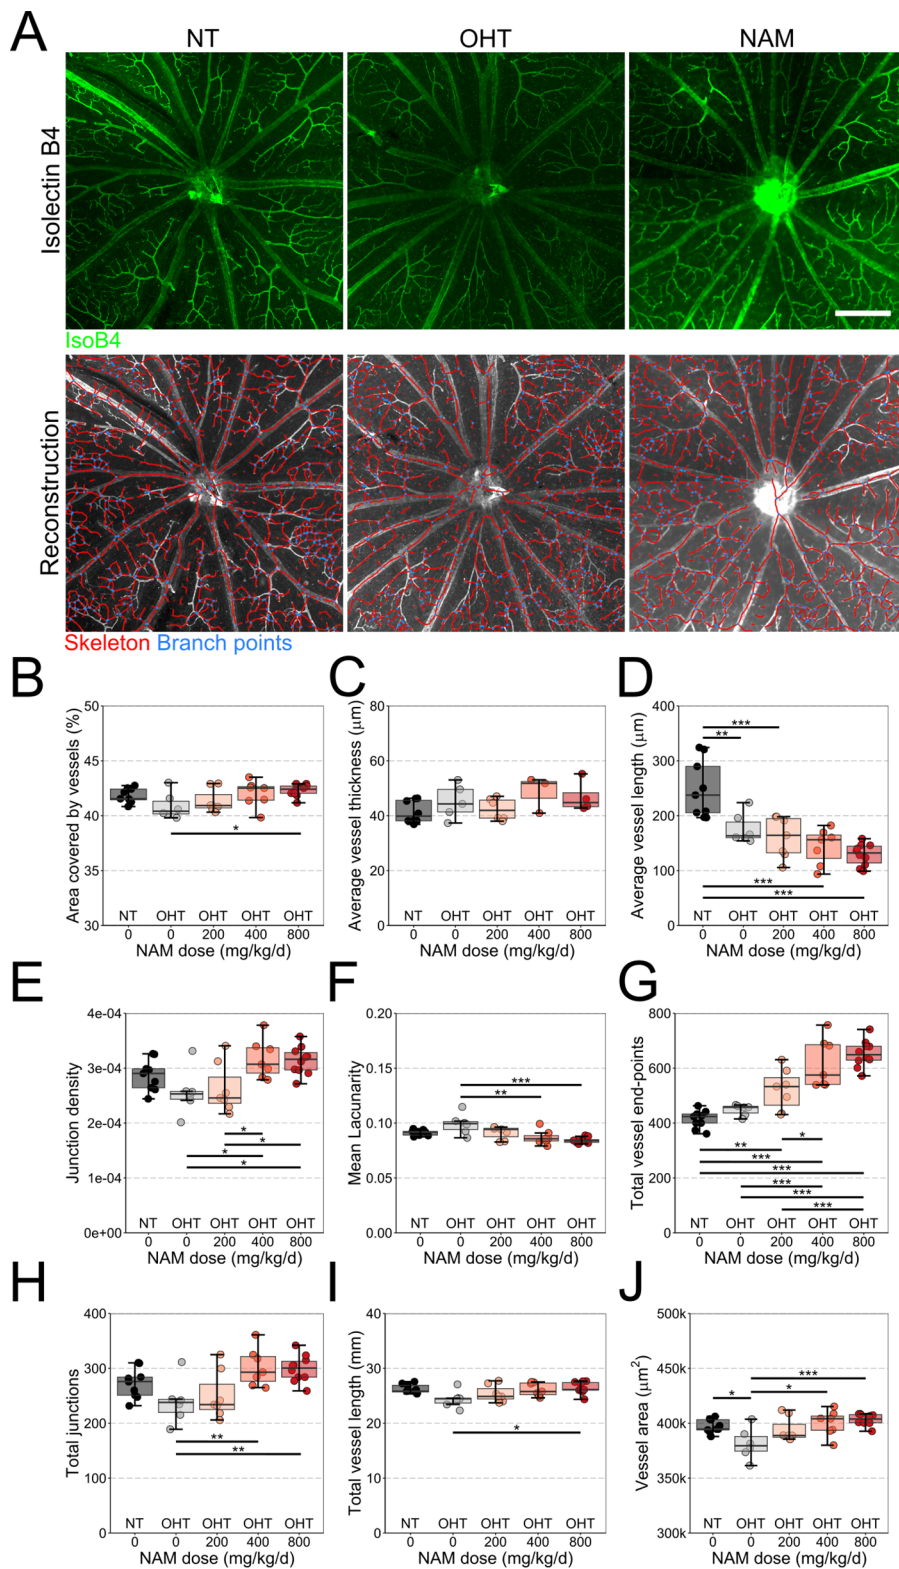 A
NT OHT NAM
Isolectin B4
IsoB4
Reconstruction
Skeleton Branch points
B
Area covered by vessels (%)
50
45
40
35
30
*
NT OHT OHT OHT OHT
0 0 200 400 800
NAM dose (mg/kg/d)
C
Average vessel thickness (μm)
80
60
40
20
0
NT OHT OHT OHT OHT
0 0 200 400 800
NAM dose (mg/kg/d)
D
Average vessel length (μm)
400
300
200
100
0
***
**
***
***
NT OHT OHT OHT OHT
0 0 200 400 800
NAM dose (mg/kg/d)
E
Junction density
4e-04
3e-04
2e-04
1e-04
0e+00
*
*
*
*
NT OHT OHT OHT OHT
0 0 200 400 800
NAM dose (mg/kg/d)
F
Mean Lacunarity
0.20
0.15
0.10
0.05
0.00
***
**
NT OHT OHT OHT OHT
0 0 200 400 800
NAM dose (mg/kg/d)
G
Total vessel end-points
800
600
400
200
0
*
**
***
***
***
***
***
NT OHT OHT OHT OHT
0 0 200 400 800
NAM dose (mg/kg/d)
H
Total junctions
400
300
200
100
0
**
**
NT OHT OHT OHT OHT
0 0 200 400 800
NAM dose (mg/kg/d)
I
Total vessel length (mm)
40
30
20
10
0
*
NT OHT OHT OHT OHT
0 0 200 400 800
NAM dose (mg/kg/d)
J
Vessel area (μm²)
500k
450k
400k
350k
300k
***
*
*
NT OHT OHT OHT OHT
0 0 200 400 800
NAM dose (mg/kg/d)